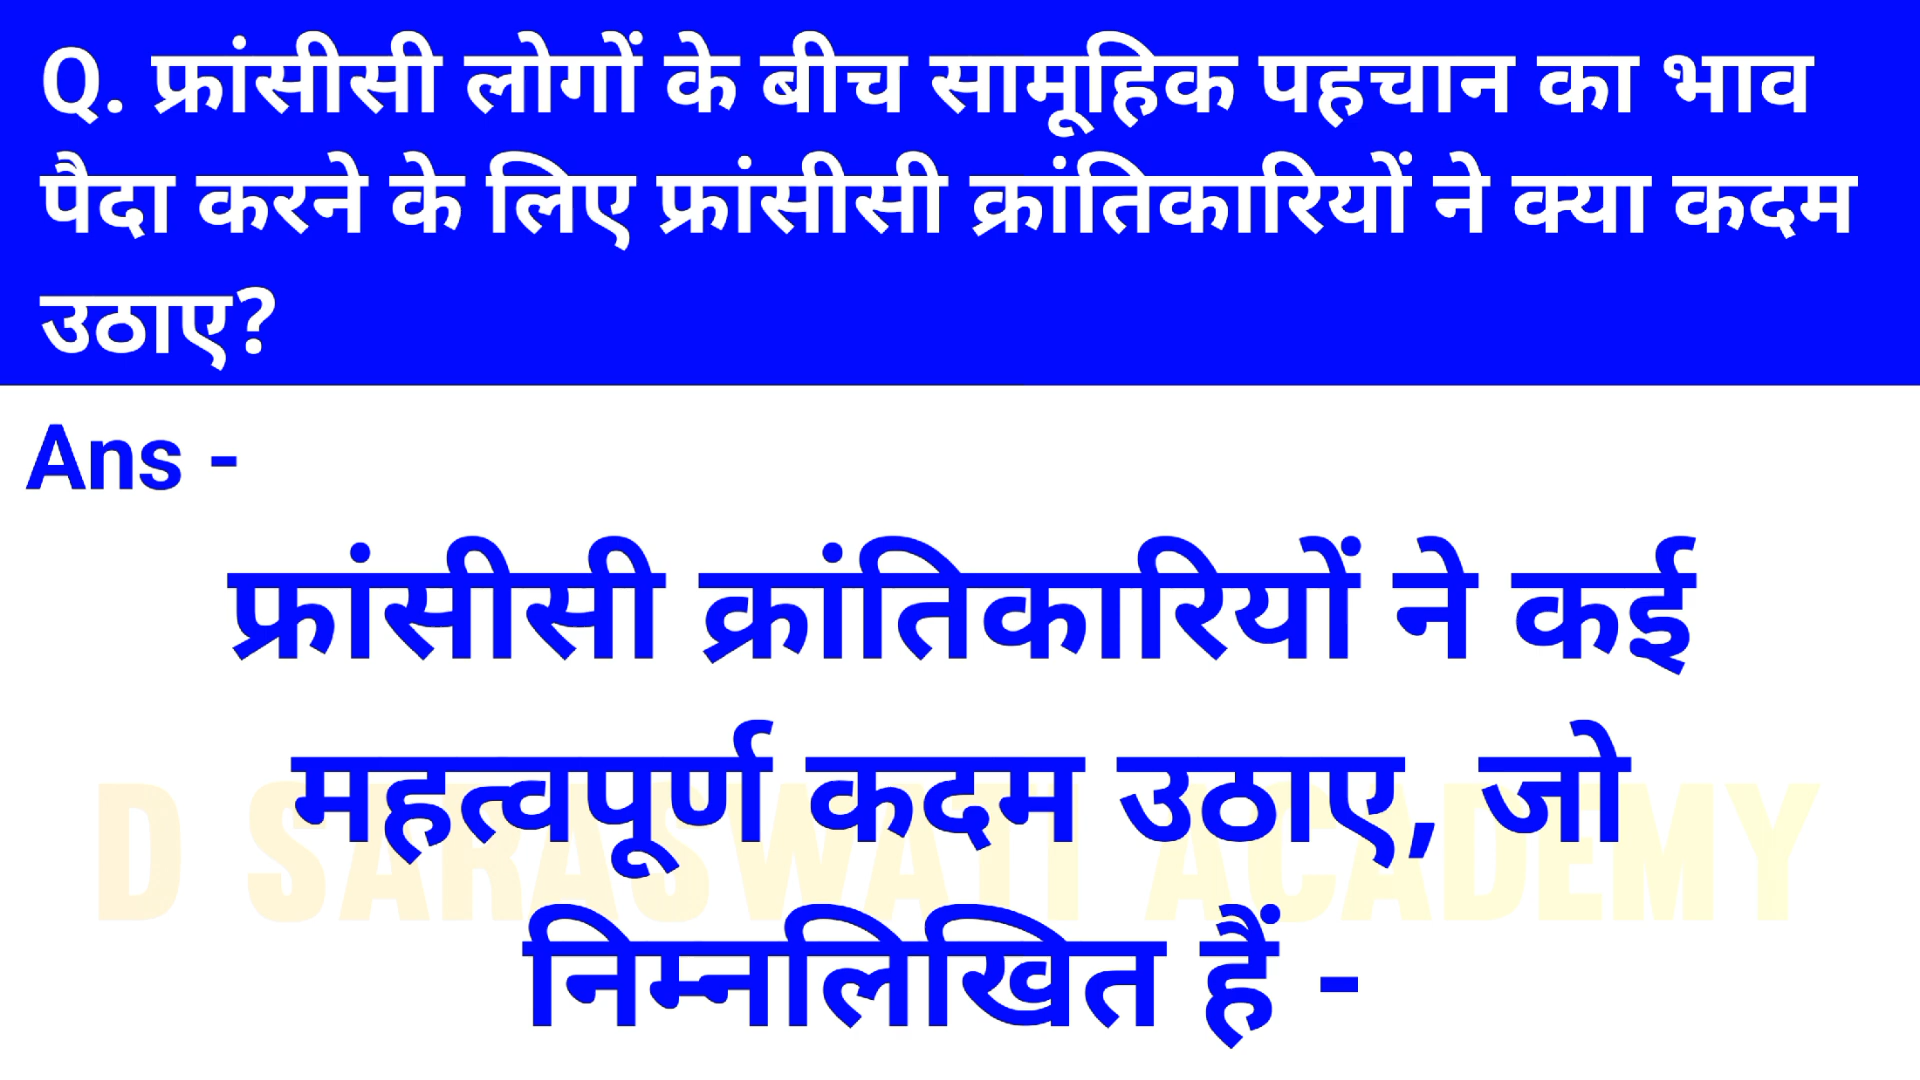 Q. फ्रांसीसी लोगों के बीच सामूहिक पहचान का भाव
पैदा करने के लिए फ्रांसीसी क्रांतिकारियों ने क्या कदम
उठाए?
Ans -
फ्रांसीसी क्रांतिकारियों ने कई
महत्वपूर्ण कदम उठाए, जो
D SARASWATI ACADEMY
निम्नलिखित हैं -